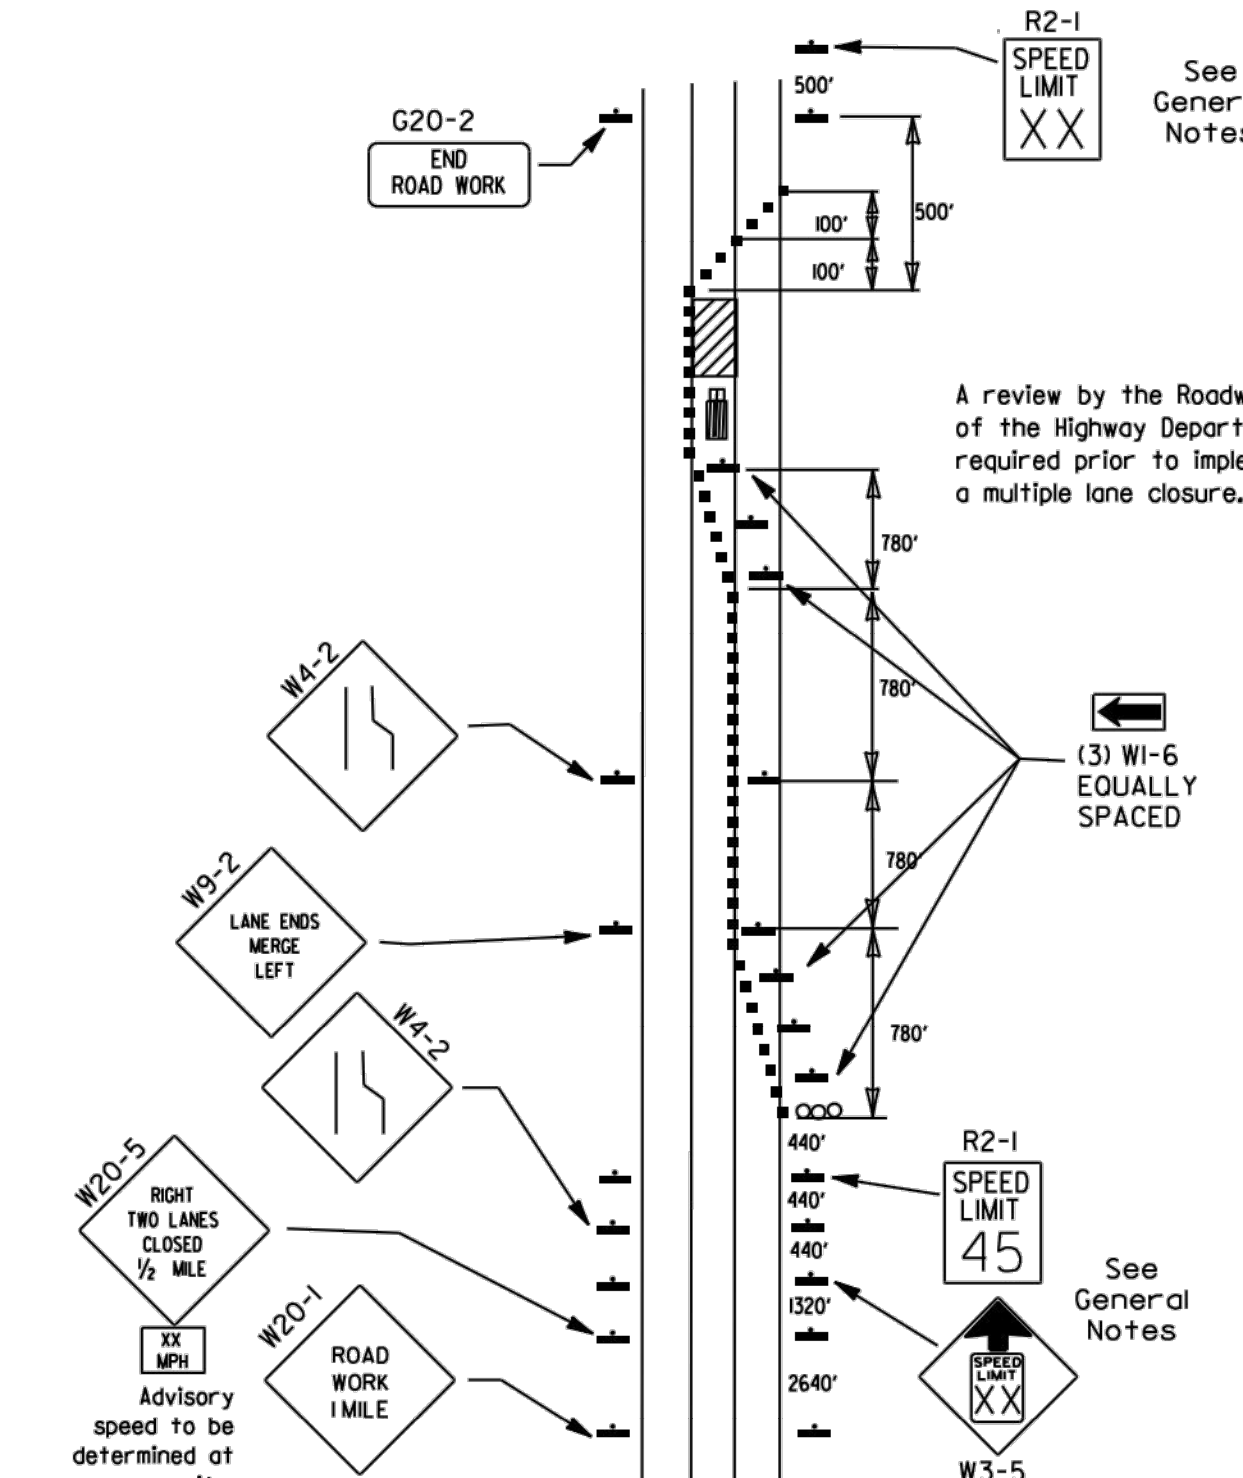 R2-1
SPEED
LIMIT
XX
See
Gener
Notes
500'
G20-2
END
ROAD WORK
500'
100'
100'
A review by the Roadw
of the Highway Depart
required prior to imple
a multiple lane closure.
780'
W4-2
780'
(3) W1-6
EQUALLY
SPACED
W9-2
LANE ENDS
MERGE
LEFT
780'
W4-2
780'
440'
R2-1
SPEED
LIMIT
45
440'
440'
W20-5
RIGHT
TWO LANES
CLOSED
1/2 MILE
XX
MPH
Advisory
speed to be
determined at
See
General
Notes
1320'
W20-1
ROAD
WORK
1 MILE
SPEED
LIMIT
XX
2640'
W3-5